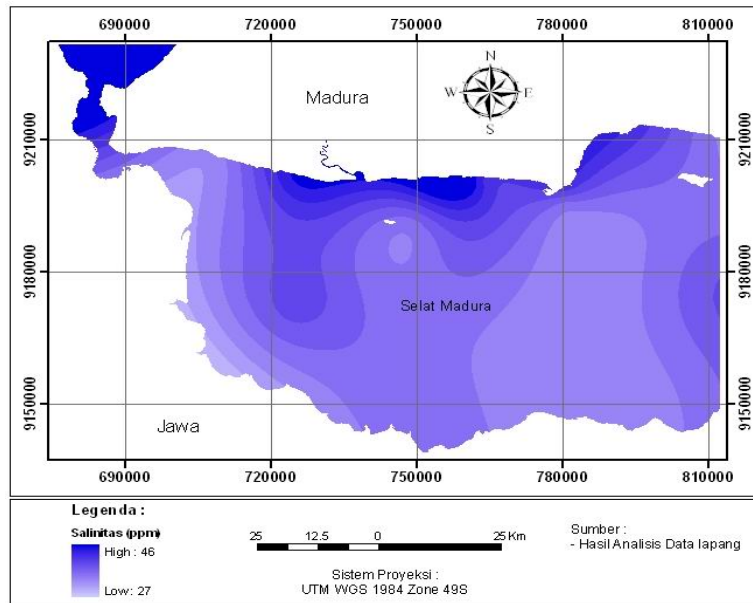 690000 720000 750000 780000 810000
N
W E
S
Madura
9210000 9210000
9180000 9180000
Selat Madura
9150000 9150000
Jawa
690000 720000 750000 780000 810000
Legenda :
Salinitas (ppm)
High : 46
Low: 27
25 12.5 0 25 Km
Sistem Proyeksi :
UTM WGS 1984 Zone 49S
Sumber :
- Hasil Analisis Data lapang